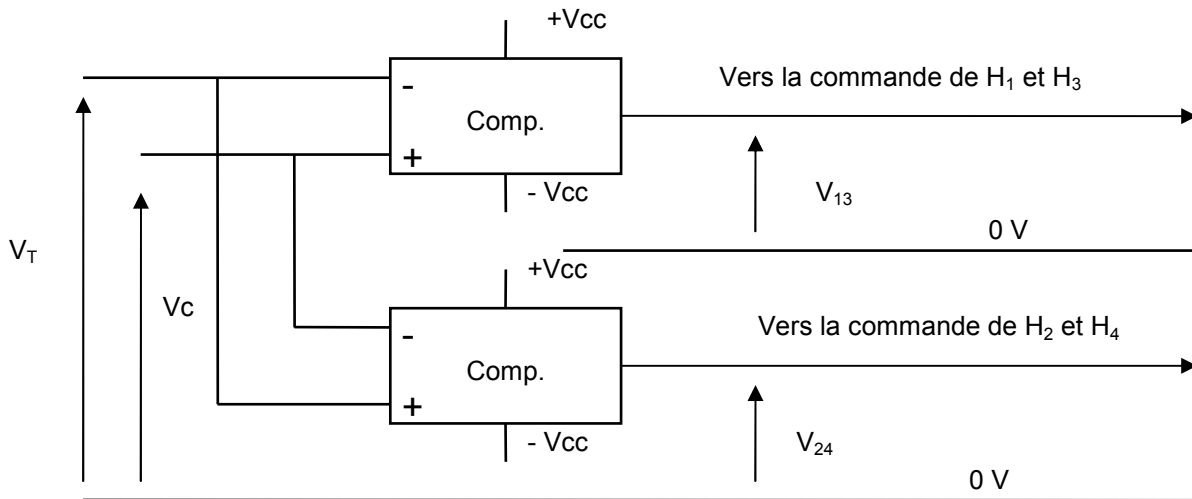 +Vcc
-
Vers la commande de H₁ et H₃
Comp.
+
- Vcc
V₁₃
0 V
V_T
+Vcc
Vc
-
Vers la commande de H₂ et H₄
Comp.
+
- Vcc
V₂₄
0 V